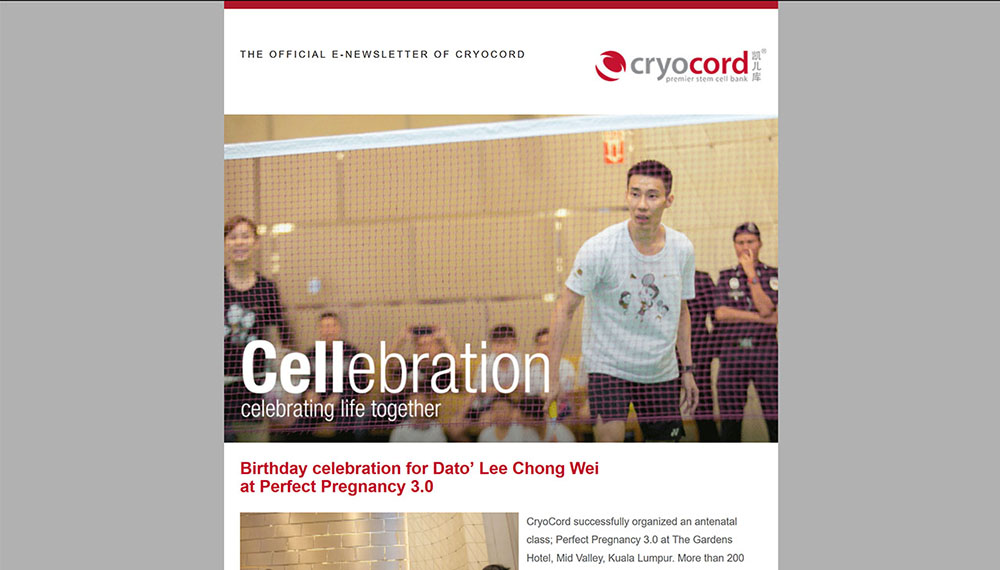 THE OFFICIAL E-NEWSLETTER OF CRYOCORD
cryocord
premier stem cell bank
凯儿库
®
Cellebration
celebrating life together
Birthday celebration for Dato’ Lee Chong Wei
at Perfect Pregnancy 3.0
CryoCord successfully organized an antenatal
class; Perfect Pregnancy 3.0 at The Gardens
Hotel, Mid Valley, Kuala Lumpur. More than 200